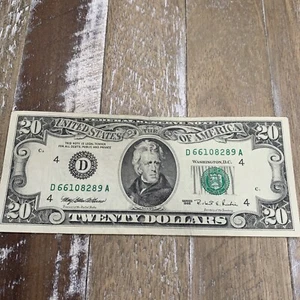 FEDERAL RESERVE NOTE
20 THE UNITED STATES OF AMERICA 20
THIS NOTE IS LEGAL TENDER
FOR ALL DEBTS, PUBLIC AND PRIVATE
D 66108289 A
WASHINGTON, D.C.
4 D 4
D 66108289 A
4 4
SERIES
20 TWENTY DOLLARS 20